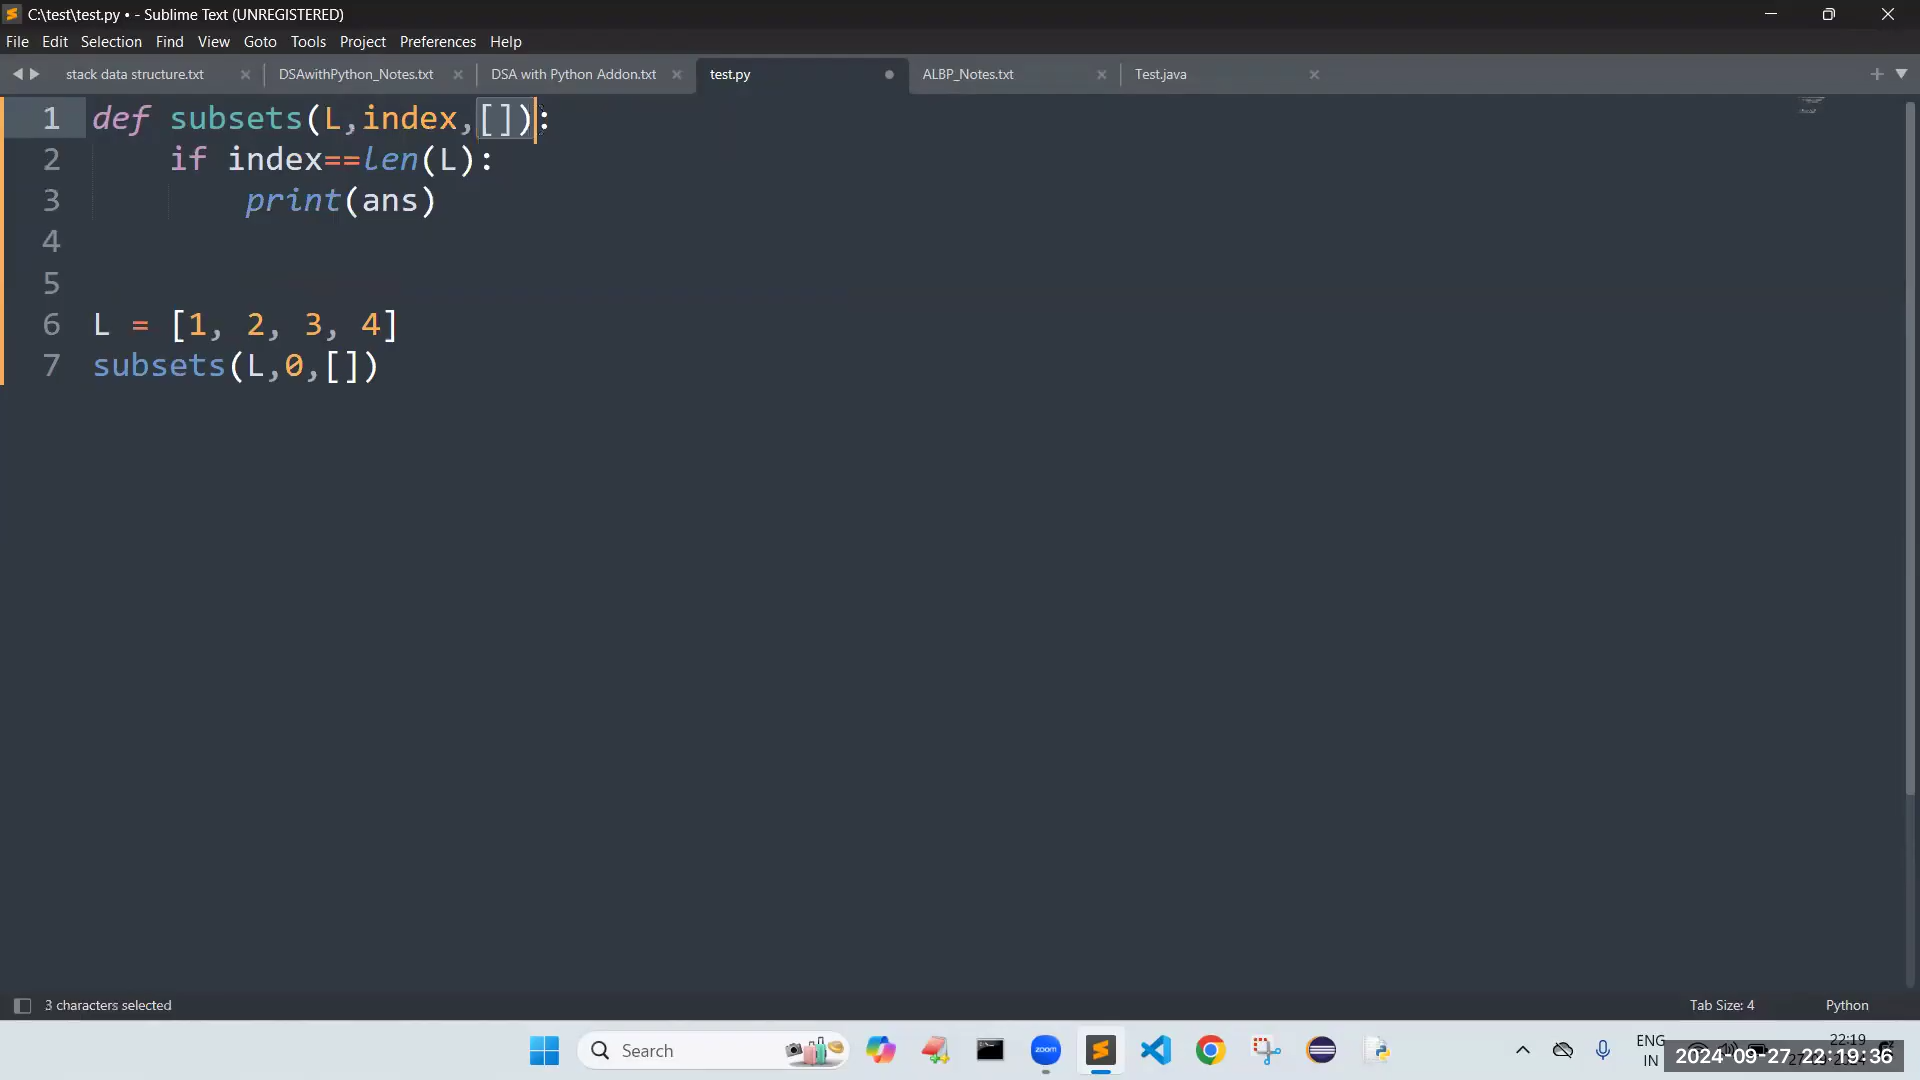 C:\test\test.py • - Sublime Text (UNREGISTERED)
File Edit Selection Find View Goto Tools Project Preferences Help
stack data structure.txt DSAwithPython_Notes.txt DSA with Python Addon.txt test.py ALBP_Notes.txt Test.java
1 def subsets(L,index,[]):
2     if index==len(L):
3         print(ans)
4
5
6 L = [1, 2, 3, 4]
7 subsets(L,0,[])
3 characters selected Tab Size: 4 Python
Search zoom ENG 22:19
IN 2024-09-27 22:19:36